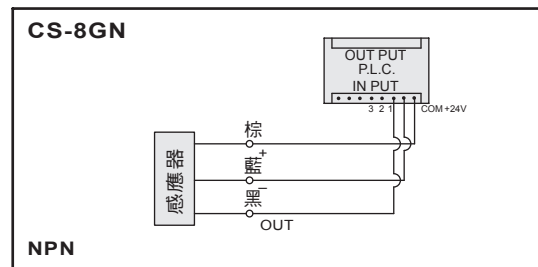 CS-8GN
OUT PUT
P.L.C.
IN PUT
3 2 1 COM +24V
棕
+
藍
−
黑
OUT
感應器
NPN